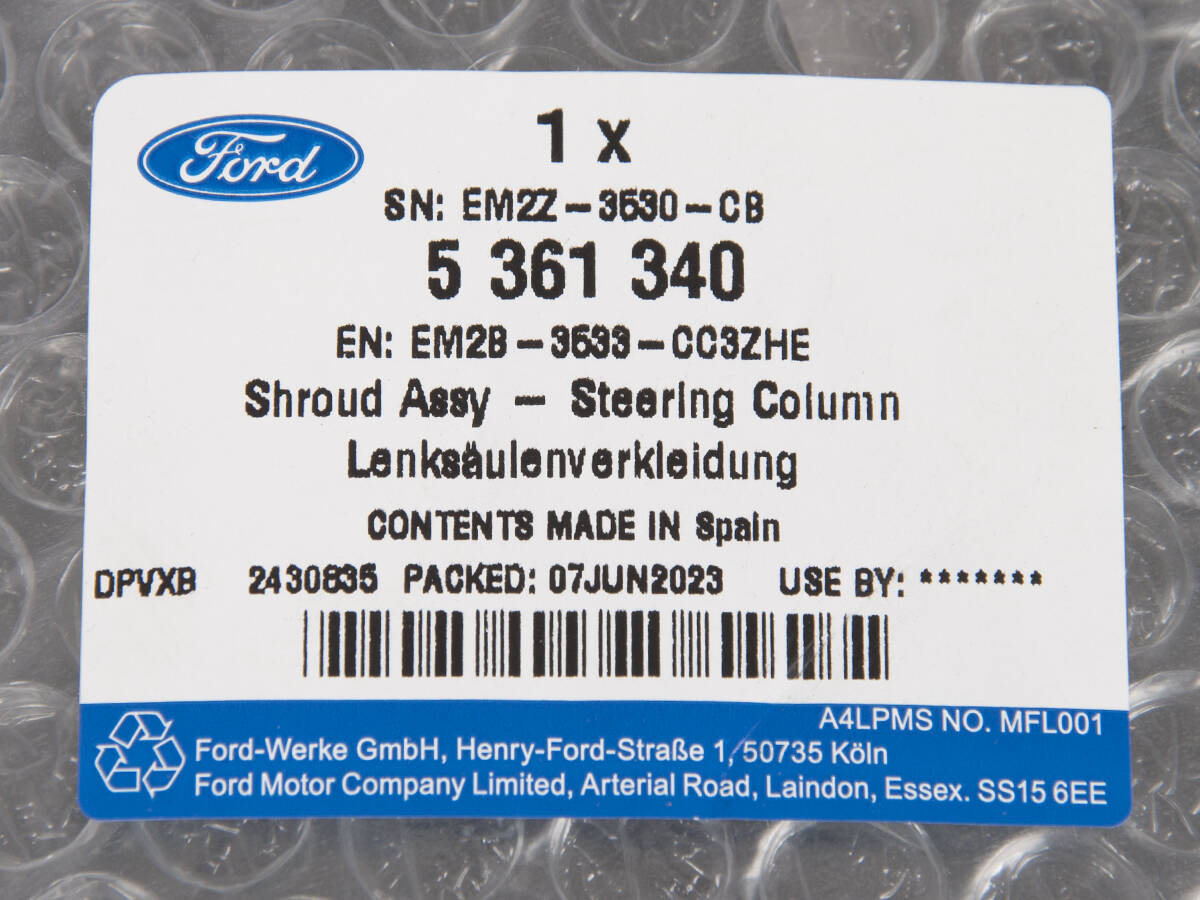 Ford
1 x
SN: EM2Z-3530-CB
5 361 340
EN: EM2B-3533-CC3ZHE
Shroud Assy - Steering Column
Lenksäulenverkleidung
CONTENTS MADE IN Spain
DPVXB 2430835 PACKED: 07JUN2023 USE BY: *******
A4LPMS NO. MFL001
Ford-Werke GmbH, Henry-Ford-Straße 1, 50735 Köln
Ford Motor Company Limited, Arterial Road, Laindon, Essex. SS15 6EE